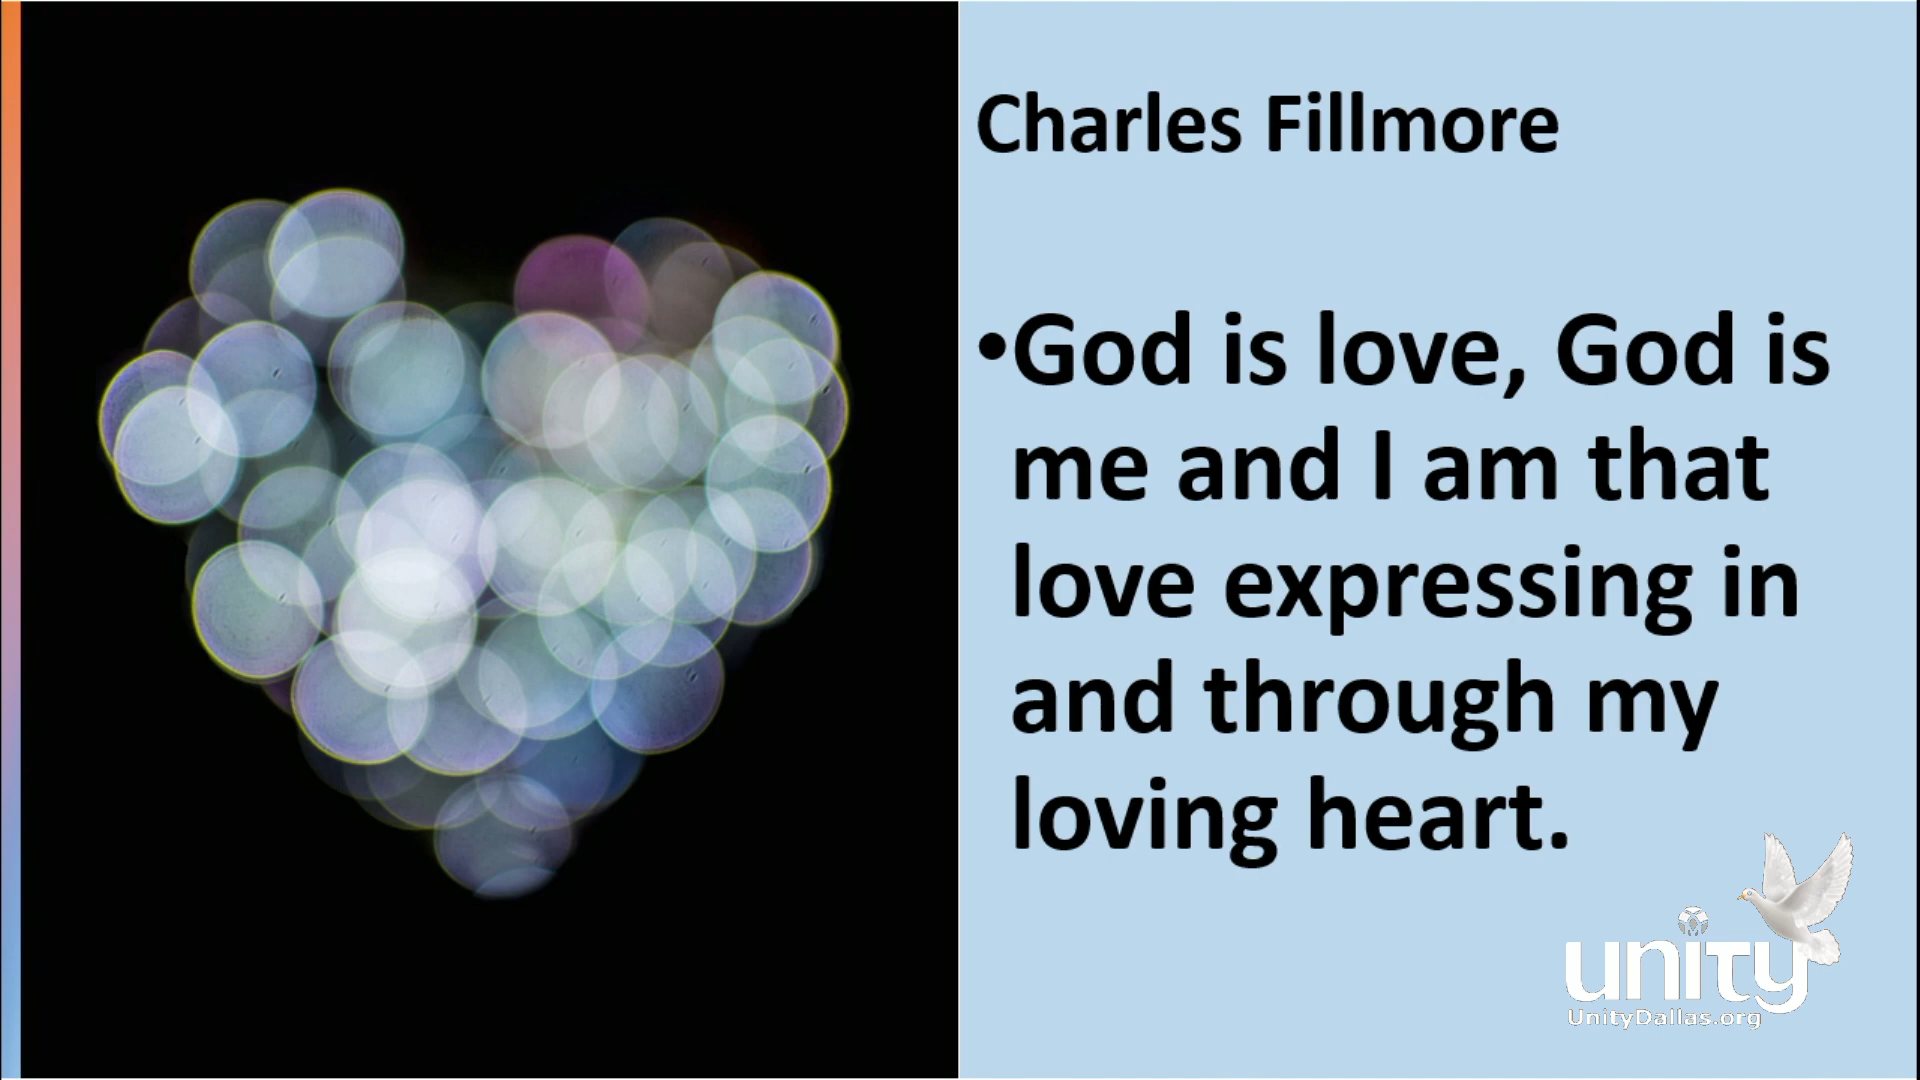 Charles Fillmore
•God is love, God is
me and I am that
love expressing in
and through my
loving heart.
unity
UnityDallas.org